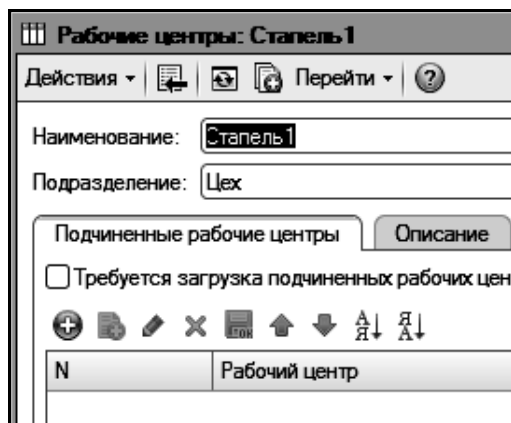 Рабочие центры: Стапель1
Действия Перейти
Наименование: Стапель1
Подразделение: Цех
Подчиненные рабочие центры Описание
Требуется загрузка подчиненных рабочих цен
N Рабочий центр